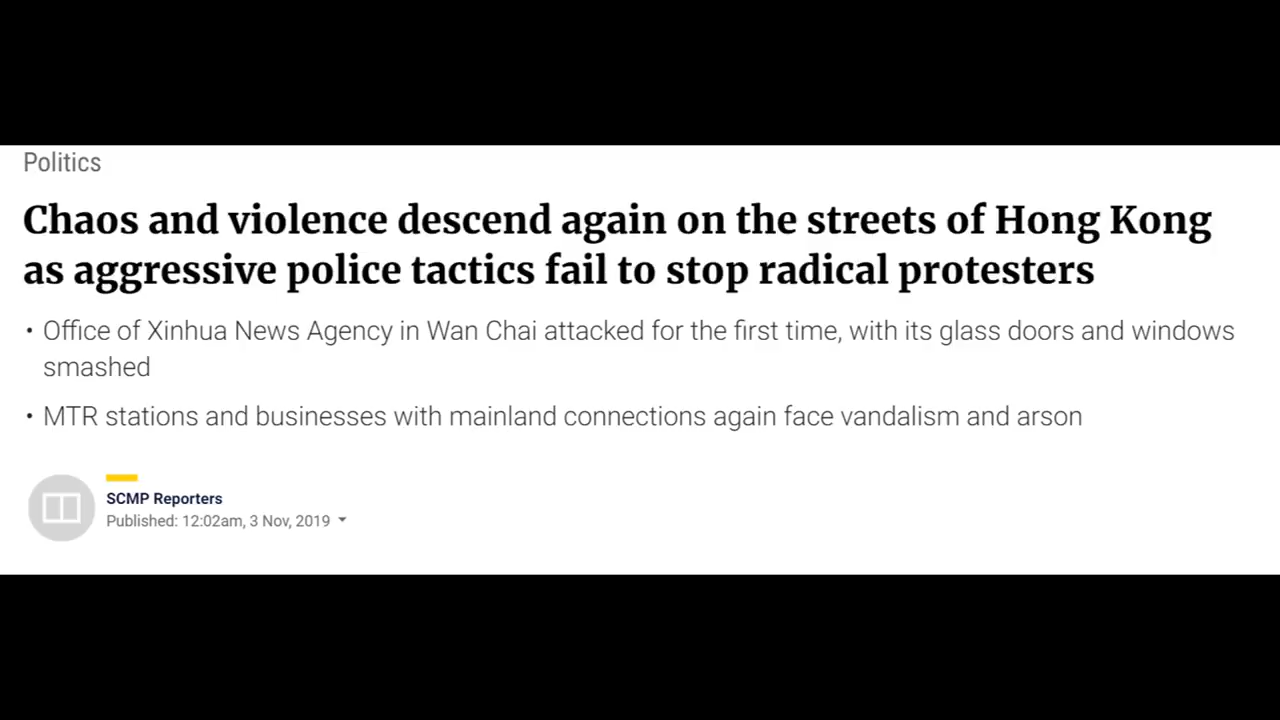 Politics
Chaos and violence descend again on the streets of Hong Kong
as aggressive police tactics fail to stop radical protesters
• Office of Xinhua News Agency in Wan Chai attacked for the first time, with its glass doors and windows
smashed
• MTR stations and businesses with mainland connections again face vandalism and arson
SCMP Reporters
Published: 12:02am, 3 Nov, 2019